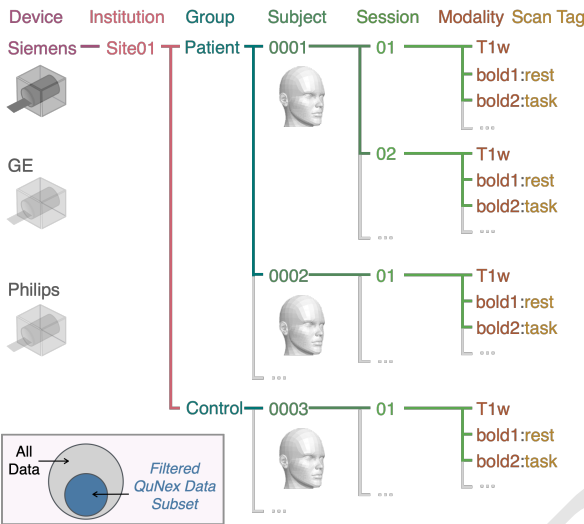 Device Institution Group Subject Session Modality Scan Tag
Siemens Site01 Patient 0001 01 T1w
bold1:rest
bold2:task
...
GE 02 T1w
bold1:rest
bold2:task
...
...
Philips 0002 01 T1w
bold1:rest
bold2:task
...
...
...
Control 0003 01 T1w
bold1:rest
bold2:task
...
...
...
All
Data
Filtered
QuNex Data
Subset